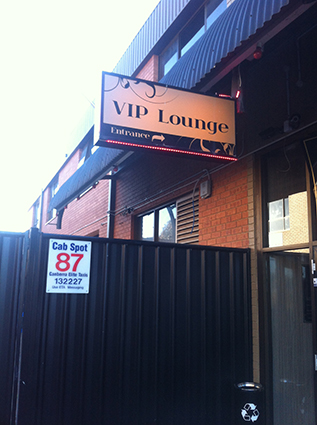 VIP Lounge
Entrance
Cab Spot
87
Canberra Elite Taxis
132227